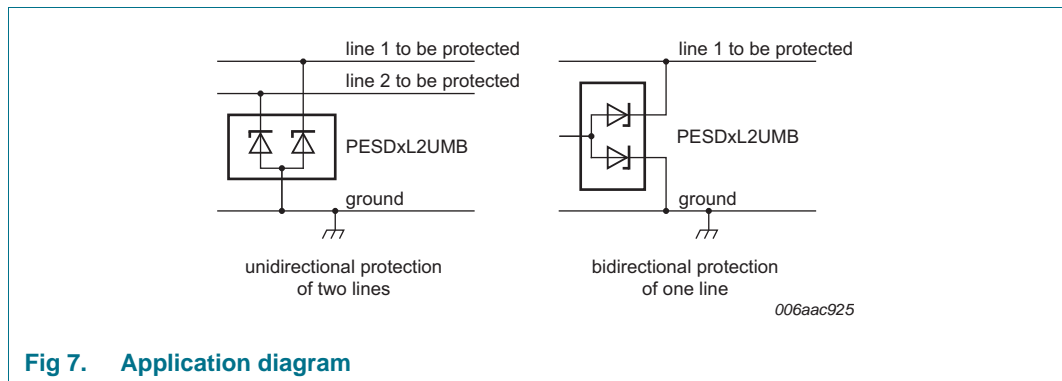 line 1 to be protected
line 2 to be protected
PESDxL2UMB
ground
unidirectional protection
of two lines
line 1 to be protected
PESDxL2UMB
ground
bidirectional protection
of one line
006aac925
Fig 7. Application diagram